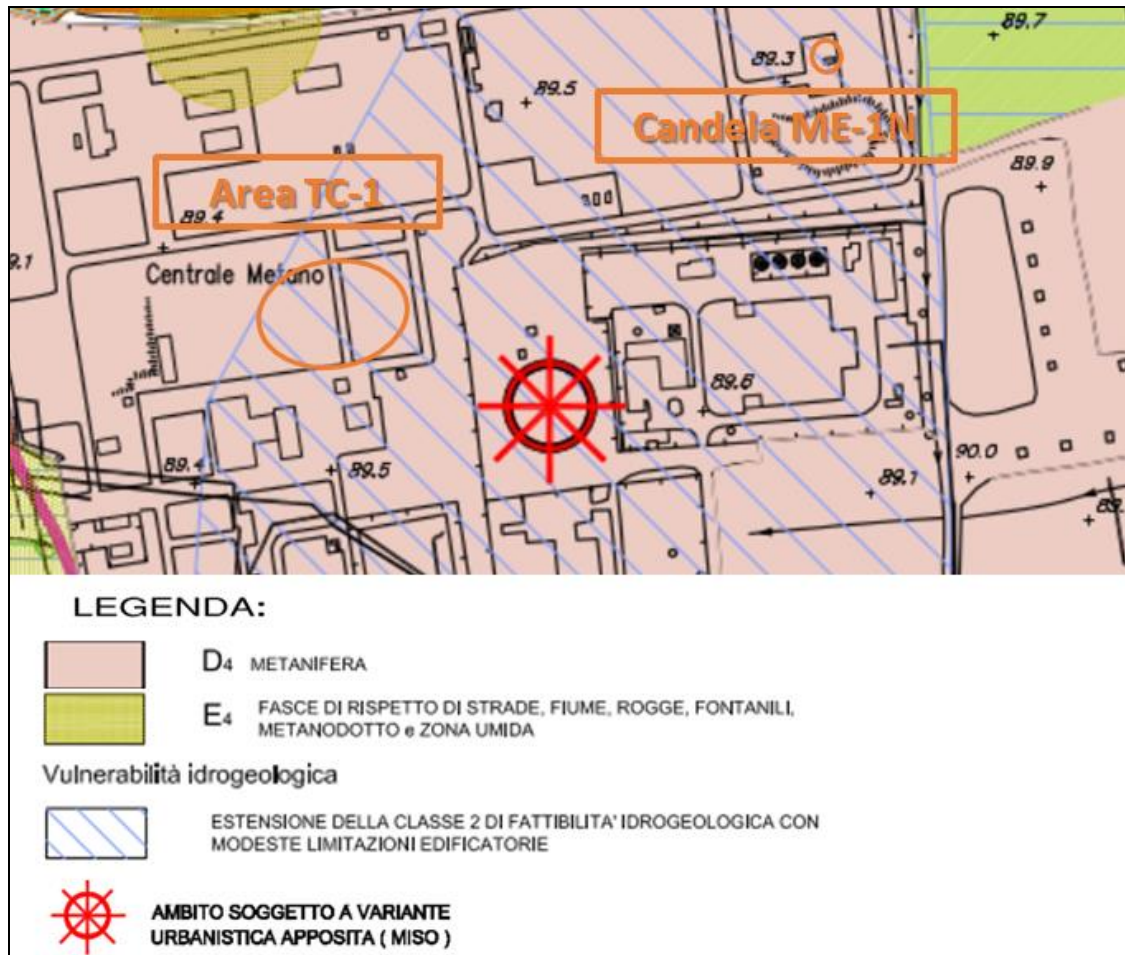 89.7
89.3
89.5
Candela ME-1N
89.9
Area TC-1
89.4
9.1
Centrale Metano
89.6
89.4
89.5
89.1
90.0
89.
LEGENDA:
D4 METANIFERA
E4 FASCE DI RISPETTO DI STRADE, FIUME, ROGGE, FONTANILI,
METANODOTTO e ZONA UMIDA
Vulnerabilità idrogeologica
ESTENSIONE DELLA CLASSE 2 DI FATTIBILITA' IDROGEOLOGICA CON
MODESTE LIMITAZIONI EDIFICATORIE
AMBITO SOGGETTO A VARIANTE
URBANISTICA APPOSITA ( MISO )